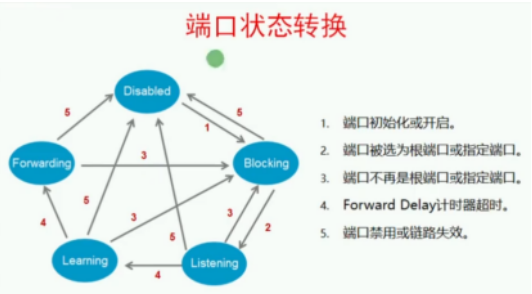 端口状态转换
Disabled
5
1
5
1. 端口初始化或开启。
2. 端口被选为根端口或指定端口。
Forwarding
3
Blocking
3. 端口不再是根端口或指定端口。
5
3
3
4. Forward Delay计时器超时。
4
2
5
5. 端口禁用或链路失效。
Learning
4
Listening